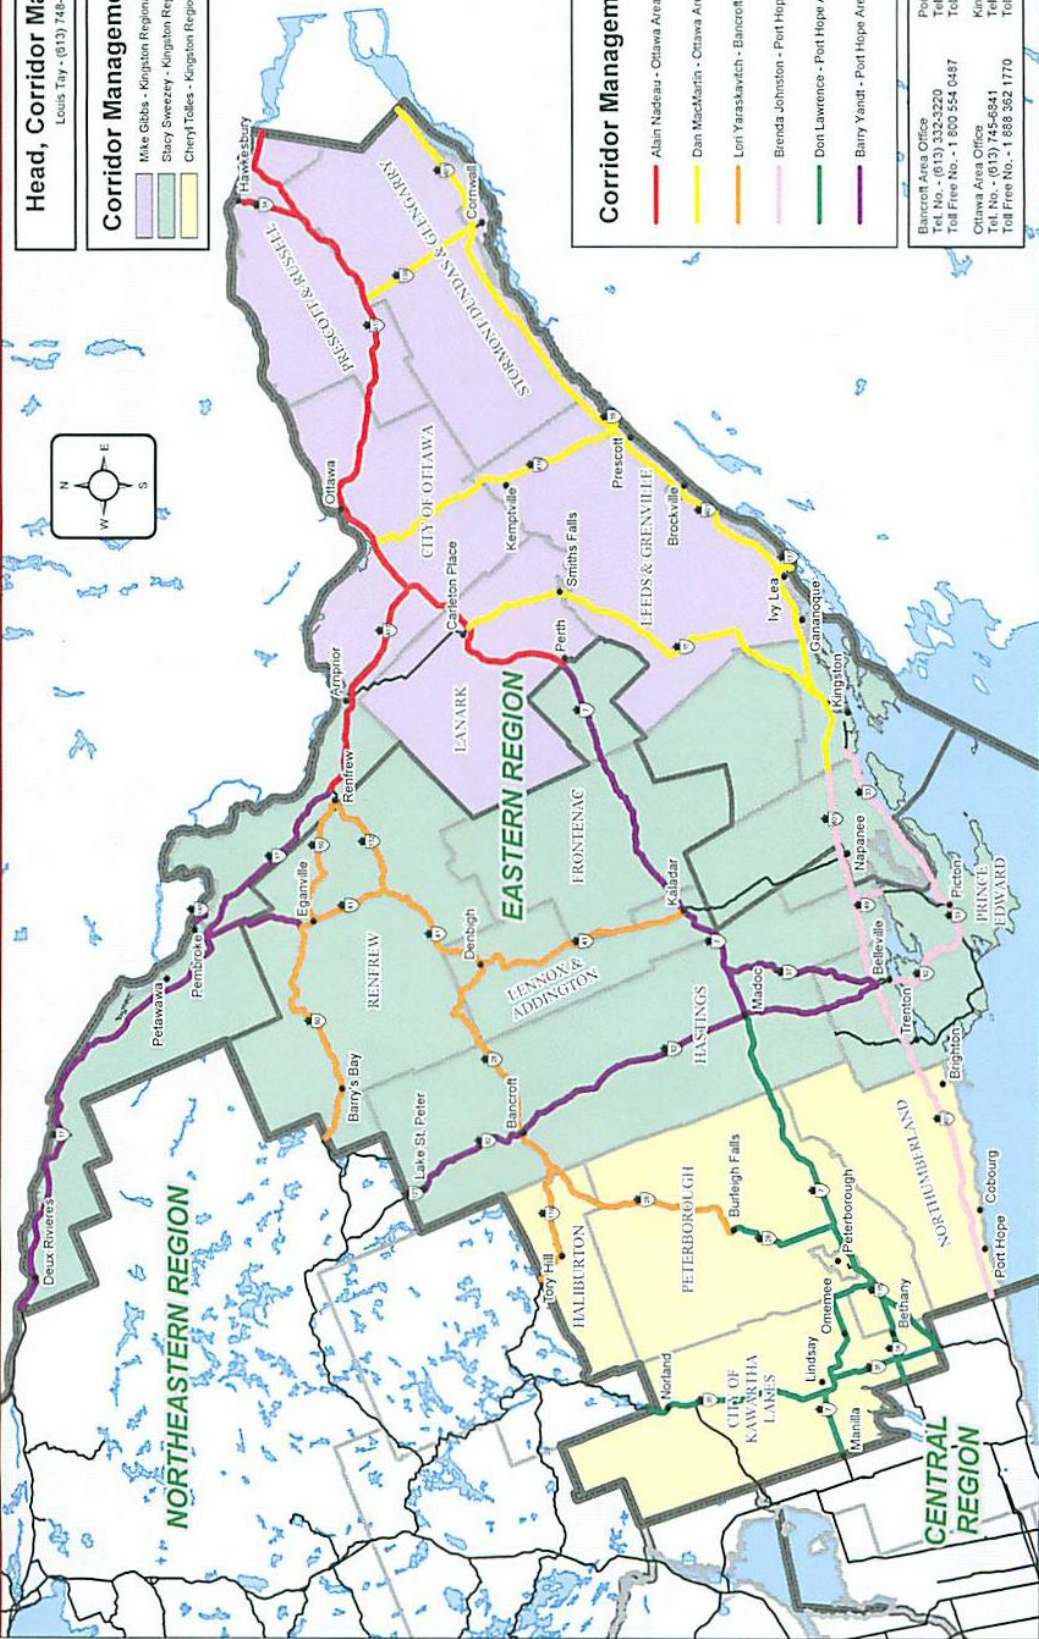 Head, Corridor Ma
Louis Tay - (613) 748-
Corridor Managem
Mike Gibbs - Kingston Regiona
Stacy Sweezey - Kingston Reg
Cheryl Tolles - Kingston Regio
Corridor Managem
Alain Nadeau - Ottawa Area
Dan MacMartin - Ottawa Ar
Lori Yaraskavitch - Bancroft
Brenda Johnston - Port Hop
Don Lawrence - Port Hope A
Barry Yandt - Port Hope Are
Bancroft Area Office
Tel. No. - (613) 332-3220
Toll Free No. - 1 800 554 0487
Ottawa Area Office
Tel. No. - (613) 745-6841
Toll Free No. - 1 888 362 1770
Por
Tel
Tol
Kin
Tel
Tol
N
W
E
S
NORTHEASTERN REGION
EASTERN REGION
CENTRAL
REGION
Hawkesbury
PRESCOTT & RUSSELL
STORMONT DUNDAS & GLENGARRY
Cornwall
Ottawa
CITY OF OTTAWA
Kemptville
Prescott
Brockville
LEEDS & GRENVILLE
Smiths Falls
Carleton Place
Perth
Ivy Lea
Gananoque
Kingston
Arnprior
LANARK
Renfrew
FRONTENAC
Kaladar
Napanee
Picton
PRINCE
EDWARD
Eganville
Pembroke
Petawawa
RENFREW
Denbigh
LENNOX &
ADDINGTON
HASTINGS
Madoc
Belleville
Trenton
Brighton
Barry's Bay
Lake St. Peter
Bancroft
Deux Rivieres
Tory Hill
HALIBURTON
PETERBOROUGH
Burleigh Falls
NORTHUMBERLAND
Cobourg
Port Hope
Peterborough
Omemee
Bethany
Lindsay
Norland
CITY OF
KAWARTHA
LAKES
Manilla